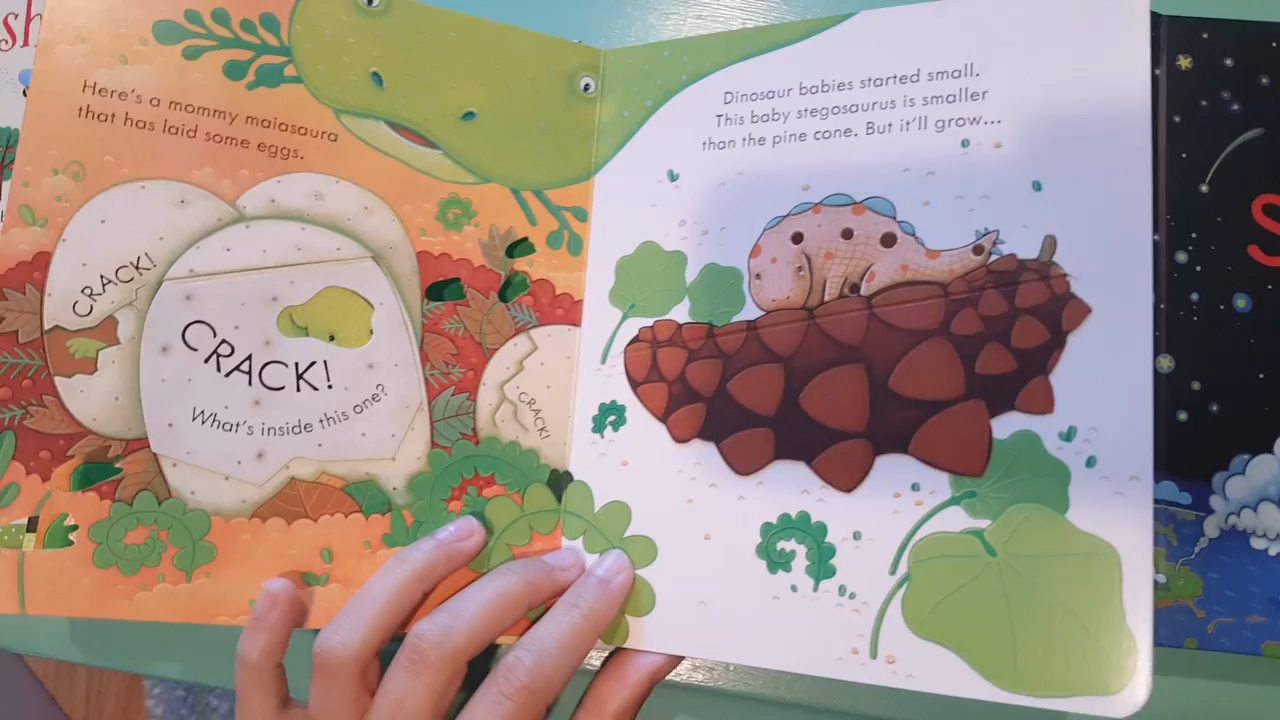 sh
Here's a mommy maiasaura
that has laid some eggs.
CRACK!
CRACK!
What's inside this one?
CRACK!
Dinosaur babies started small.
This baby stegosaurus is smaller
than the pine cone. But it'll grow...
S